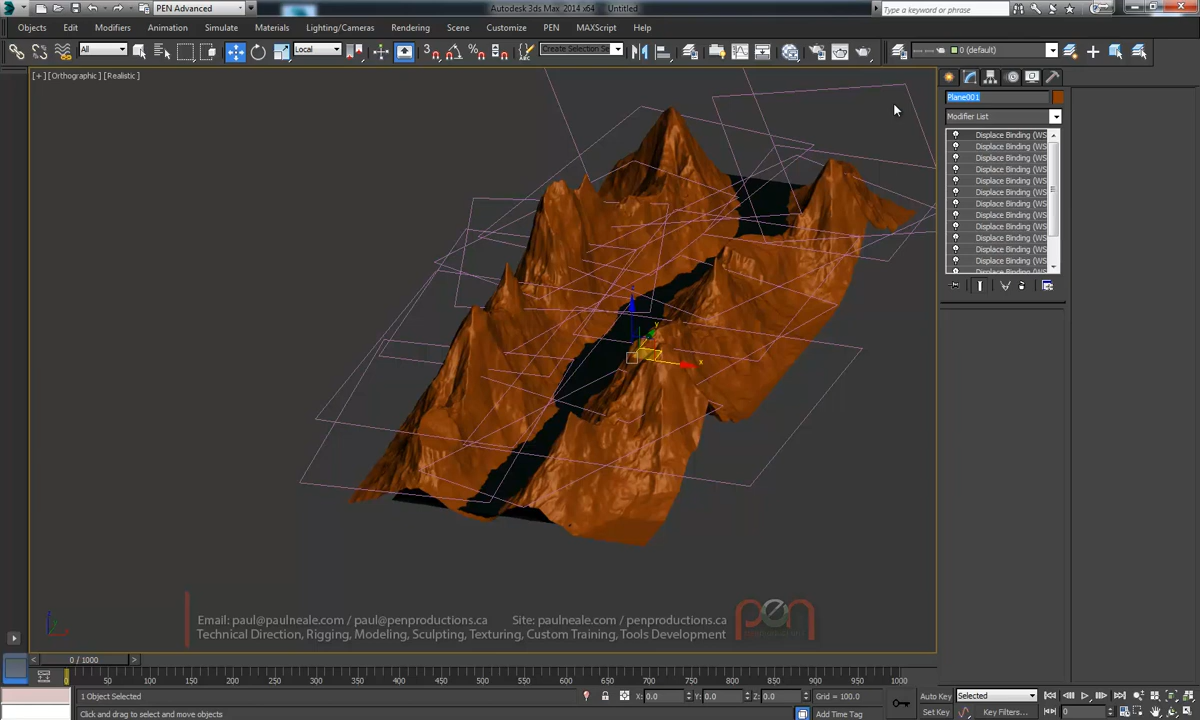 PEN Advanced
Autodesk 3ds Max 2014 x64 Untitled
Type a keyword or phrase
Objects Edit Modifiers Animation Simulate Materials Lighting/Cameras Rendering Scene Customize PEN MAXScript Help
All
Local
Create Selection Se
0 (default)
[+][Orthographic][Realistic]
Plane001
Modifier List
Displace Binding (WS
Displace Binding (WS
Displace Binding (WS
Displace Binding (WS
Displace Binding (WS
Displace Binding (WS
Displace Binding (WS
Displace Binding (WS
Displace Binding (WS
Displace Binding (WS
Displace Binding (WS
Displace Binding (WS
Displace Binding (WS
x
y
Email: paul@paulneale.com / paul@penproductions.ca Site: paulneale.com / penproductions.ca
Technical Direction, Rigging, Modeling, Sculpting, Texturing, Custom Training, Tools Development
pen
0 / 1000
0 50 100 150 200 250 300 350 400 450 500 550 600 650 700 750 800 850 900 950 1000
1 Object Selected
X: 0.0 Y: 0.0 Z: 0.0 Grid = 100.0
Auto Key Selected
Click and drag to select and move objects
Add Time Tag
Set Key Key Filters... 0